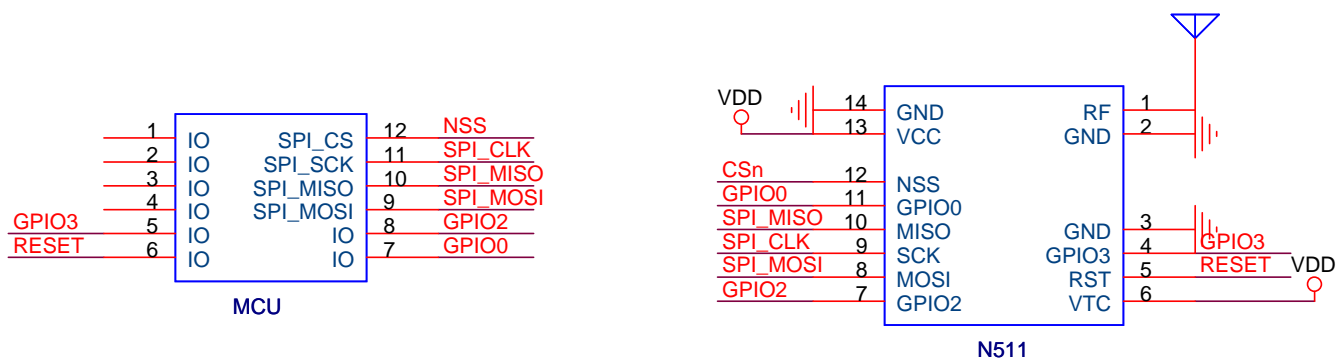 1 IO SPI_CS 12 NSS
2 IO SPI_SCK 11 SPI_CLK
3 IO SPI_MISO 10 SPI_MISO
4 IO SPI_MOSI 9 SPI_MOSI
GPIO3 5 IO IO 8 GPIO2
RESET 6 IO IO 7 GPIO0
MCU
14 GND RF 1
VDD 13 VCC GND 2
CSn 12 NSS
GPIO0 11 GPIO0
SPI_MISO 10 MISO GND 3
SPI_CLK 9 SCK GPIO3 4 GPIO3
SPI_MOSI 8 MOSI RST 5 RESET
GPIO2 7 GPIO2 VTC 6 VDD
N511